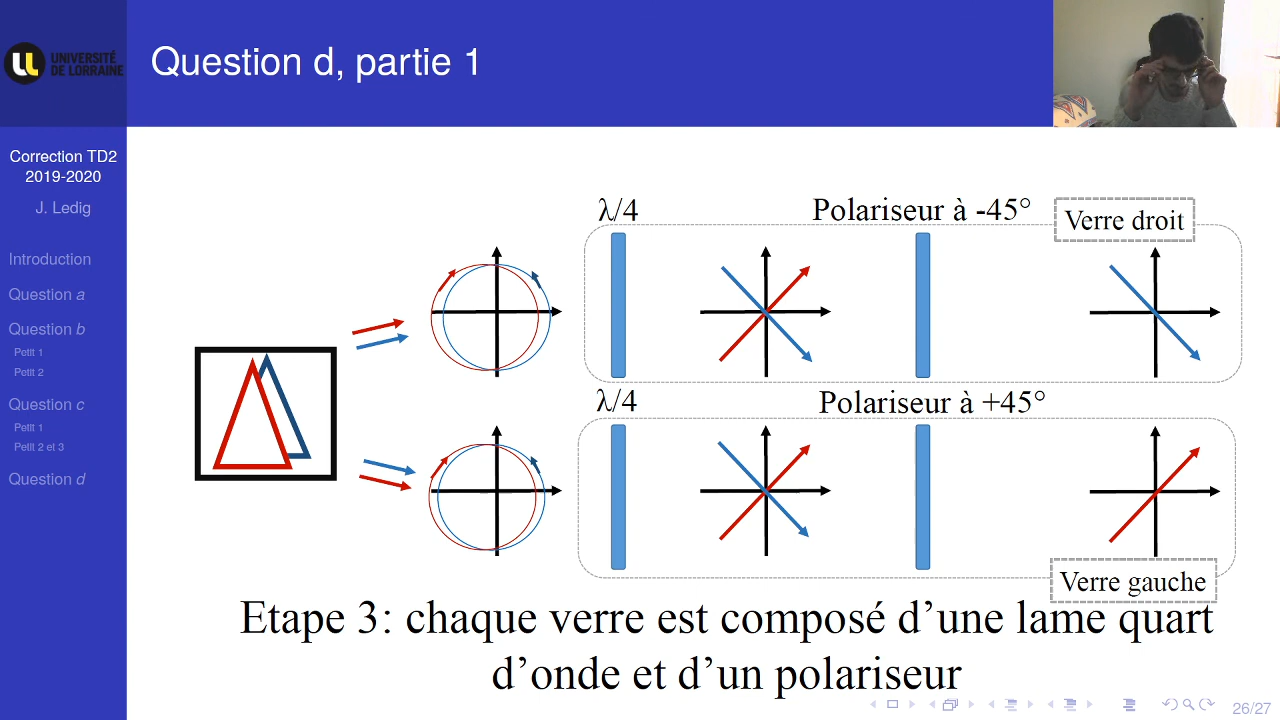 UNIVERSITÉ
DE LORRAINE
Question d, partie 1
Correction TD2
2019-2020
J. Ledig
Introduction
Question a
Question b
Petit 1
Petit 2
Question c
Petit 1
Petit 2 et 3
Question d
λ/4
Polariseur à -45°
Verre droit
λ/4
Polariseur à +45°
Verre gauche
Etape 3: chaque verre est composé d’une lame quart
d’onde et d’un polariseur
26/27